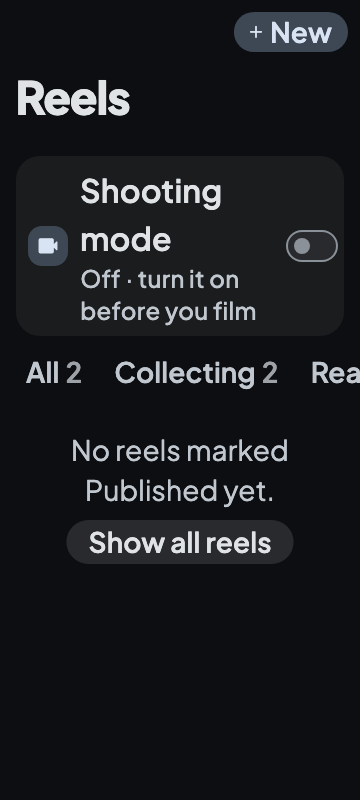 + New
Reels
Shooting
mode
Off · turn it on
before you film
All 2 Collecting 2 Rea
No reels marked
Published yet.
Show all reels